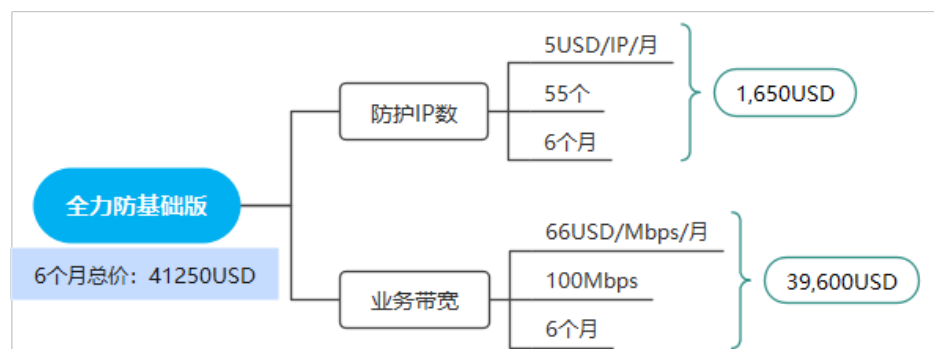 5USD/IP/月
防护IP数
55个
1,650USD
6个月
全力防基础版
6个月总价：41250USD
66USD/Mbps/月
业务带宽
100Mbps
39,600USD
6个月